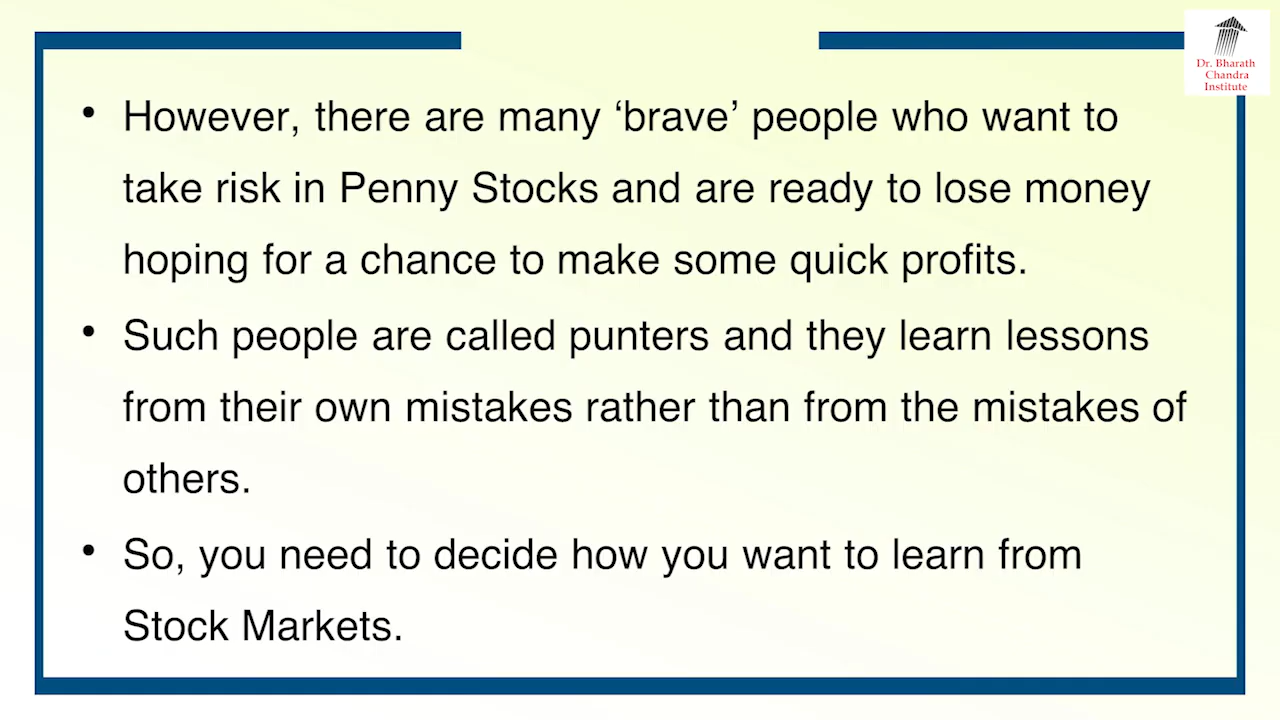 Dr. Bharath
Chandra
Institute
• However, there are many ‘brave’ people who want to
take risk in Penny Stocks and are ready to lose money
hoping for a chance to make some quick profits.
• Such people are called punters and they learn lessons
from their own mistakes rather than from the mistakes of
others.
• So, you need to decide how you want to learn from
Stock Markets.